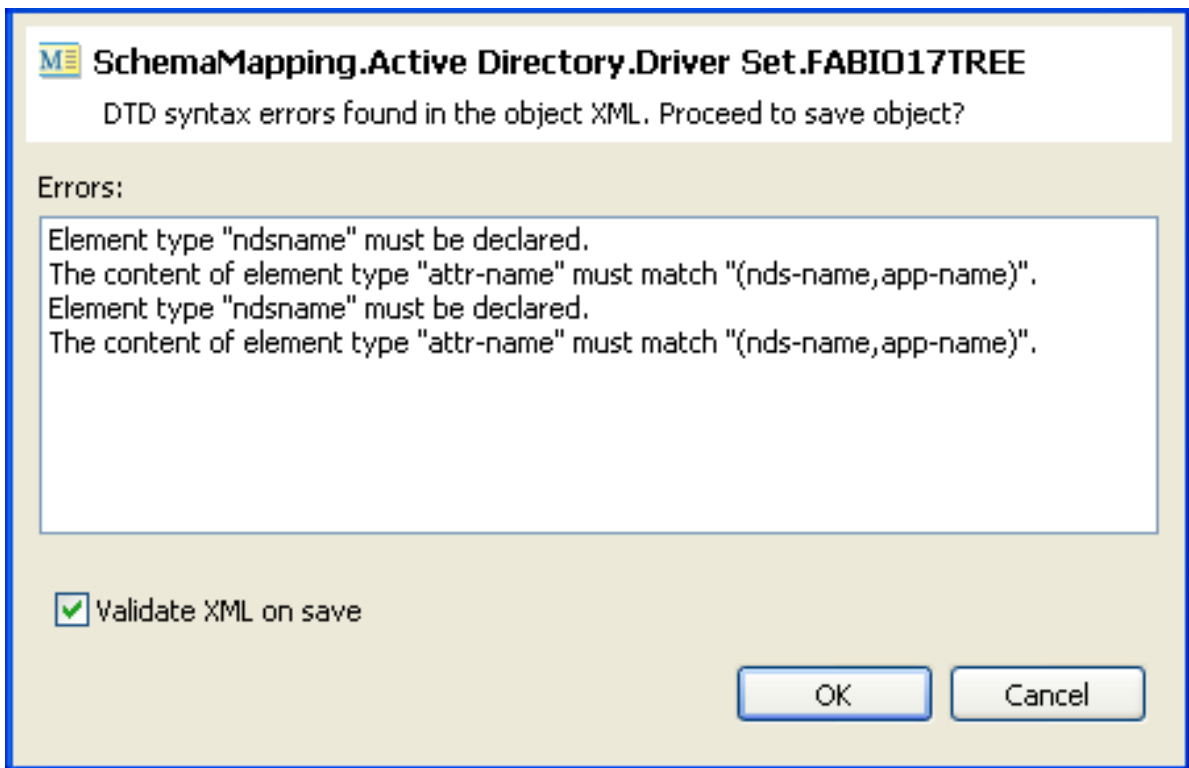 M
SchemaMapping.Active Directory.Driver Set.FABIO17TREE
DTD syntax errors found in the object XML. Proceed to save object?
Errors:
Element type "ndsname" must be declared.
The content of element type "attr-name" must match "(nds-name,app-name)".
Element type "ndsname" must be declared.
The content of element type "attr-name" must match "(nds-name,app-name)".
Validate XML on save
OK
Cancel